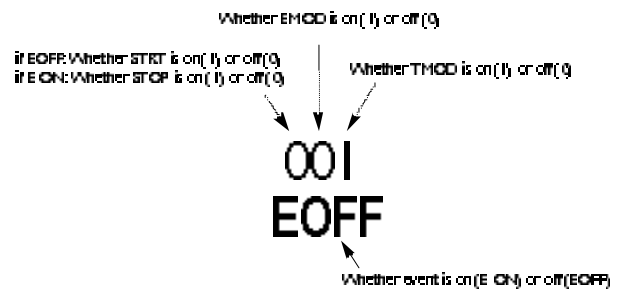 Whether EMOD is on(1) or off(0)
if EOFF: Whether STRT is on(1) or off(0)
if E ON: Whether STOP is on(1) or off(0)
Whether TMOD is on(1) or off(0)
001
EOFF
Whether event is on(E ON) or off(EOFF)